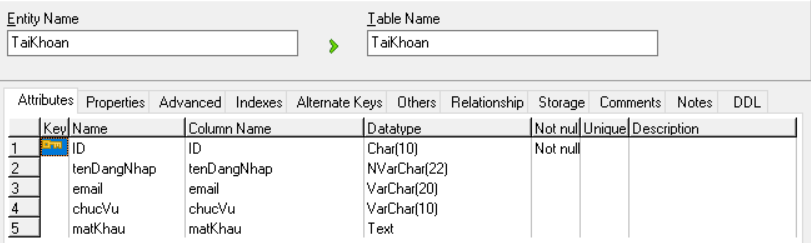 Entity Name Table Name
TaiKhoan TaiKhoan
Attributes Properties Advanced Indexes Alternate Keys Others Relationship Storage Comments Notes DDL
Key Name Column Name Datatype Not nul Unique Description
1 ID ID Char(10) Not null
2 tenDangNhap tenDangNhap NVarChar(22)
3 email email VarChar(20)
4 chucVu chucVu VarChar(10)
5 matKhau matKhau Text